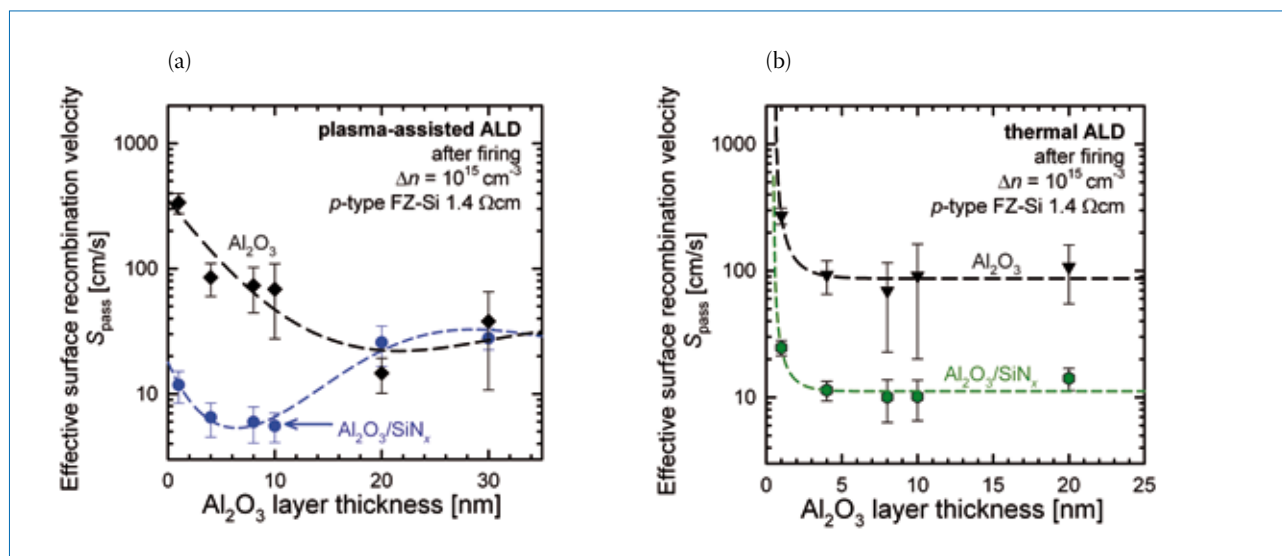 (a)
plasma-assisted ALD
after firing
Δn = 10¹⁵ cm⁻³
p-type FZ-Si 1.4 Ωcm
Effective surface recombination velocity
S_pass [cm/s]
1000
100
10
Al₂O₃
Al₂O₃/SiNₓ
0 10 20 30
Al₂O₃ layer thickness [nm]
(b)
thermal ALD
after firing
Δn = 10¹⁵ cm⁻³
p-type FZ-Si 1.4 Ωcm
Effective surface recombination velocity
S_pass [cm/s]
1000
100
10
Al₂O₃
Al₂O₃/SiNₓ
0 5 10 15 20 25
Al₂O₃ layer thickness [nm]